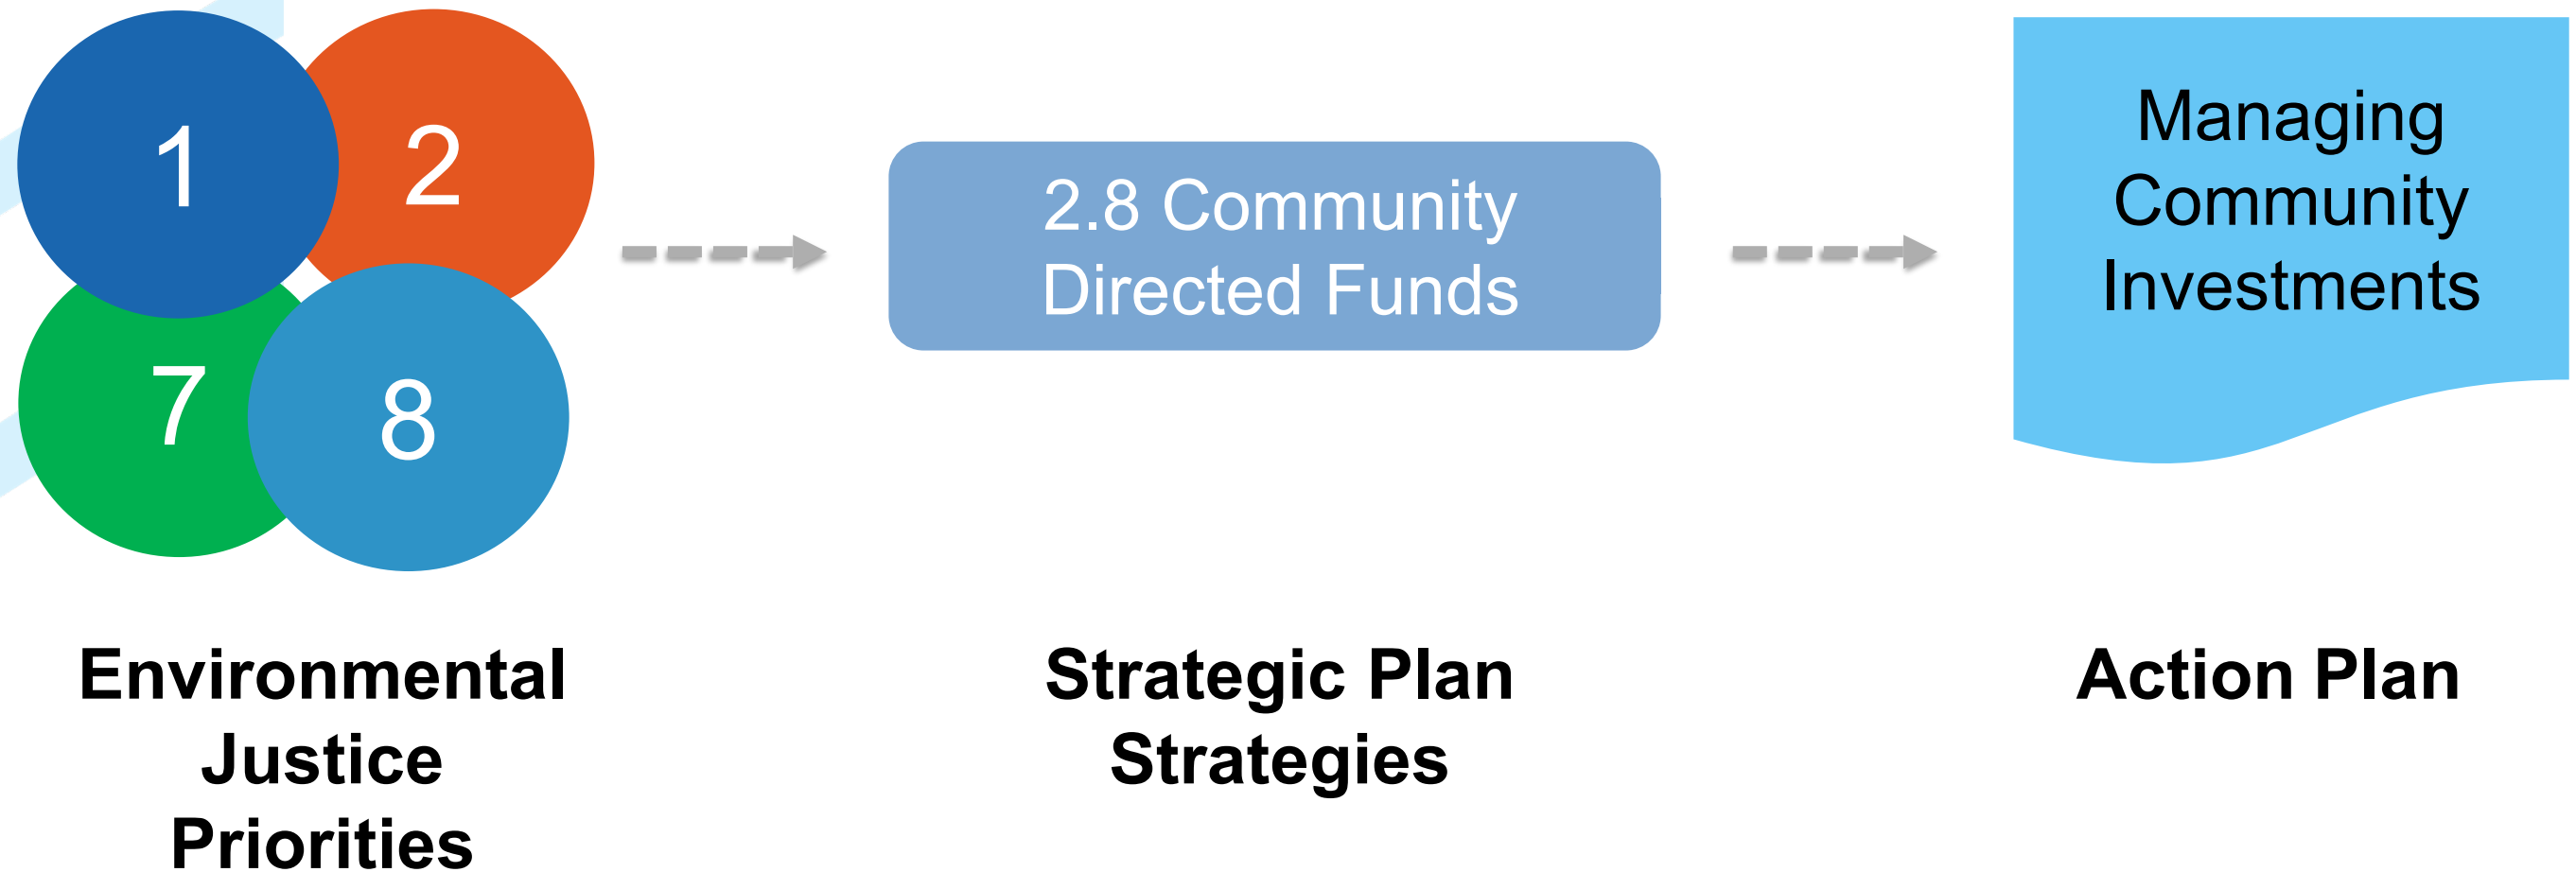 1
2
7
8
2.8 Community
Directed Funds
Managing
Community
Investments
Environmental
Justice
Priorities
Strategic Plan
Strategies
Action Plan